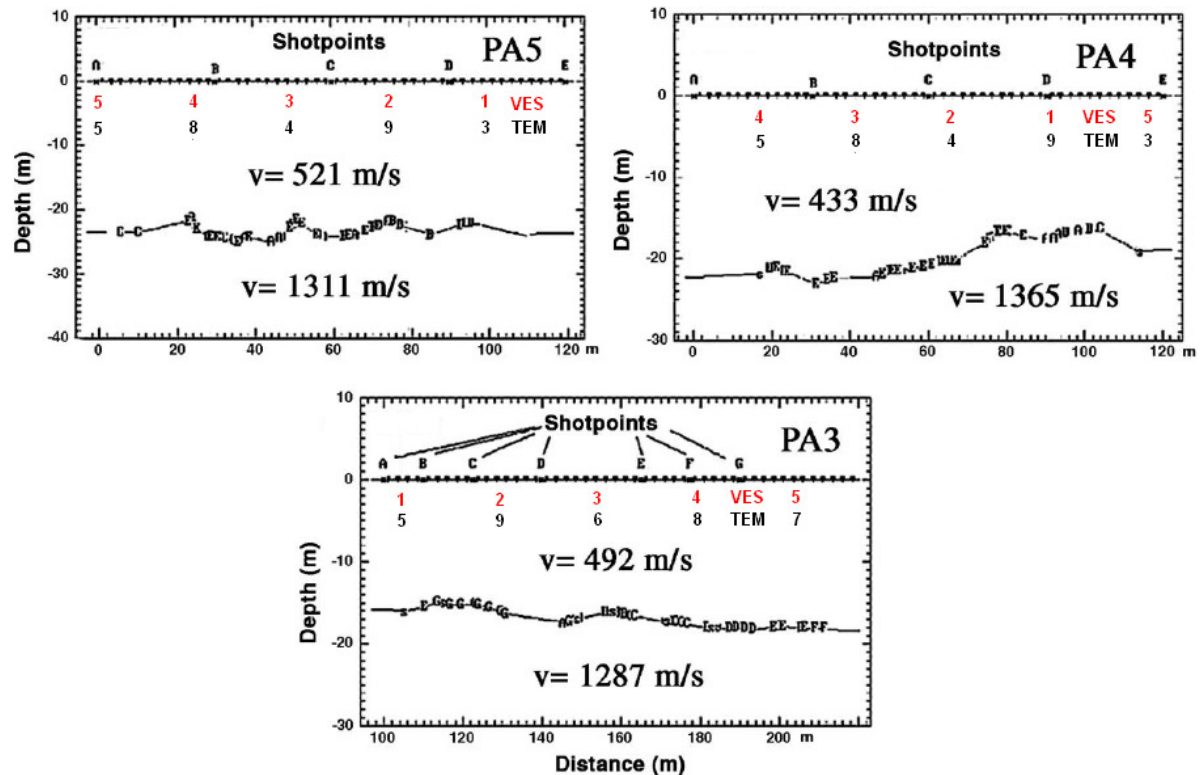 10
Shotpoints PA5
A B C D E
0
5 4 3 2 1 VES
5 8 4 9 3 TEM
-10
v= 521 m/s
-20
-30
v= 1311 m/s
-40
Depth (m)
0 20 40 60 80 100 120 m
10
Shotpoints PA4
A B C D E
0
4 3 2 1 VES 5
5 8 4 9 TEM 3
-10
v= 433 m/s
-20
v= 1365 m/s
-30
Depth (m)
0 20 40 60 80 100 120 m
10
Shotpoints PA3
A B C D E F G
0
1 2 3 4 VES 5
5 9 6 8 TEM 7
-10
v= 492 m/s
-20
v= 1287 m/s
-30
Depth (m)
100 120 140 160 180 200 m
Distance (m)